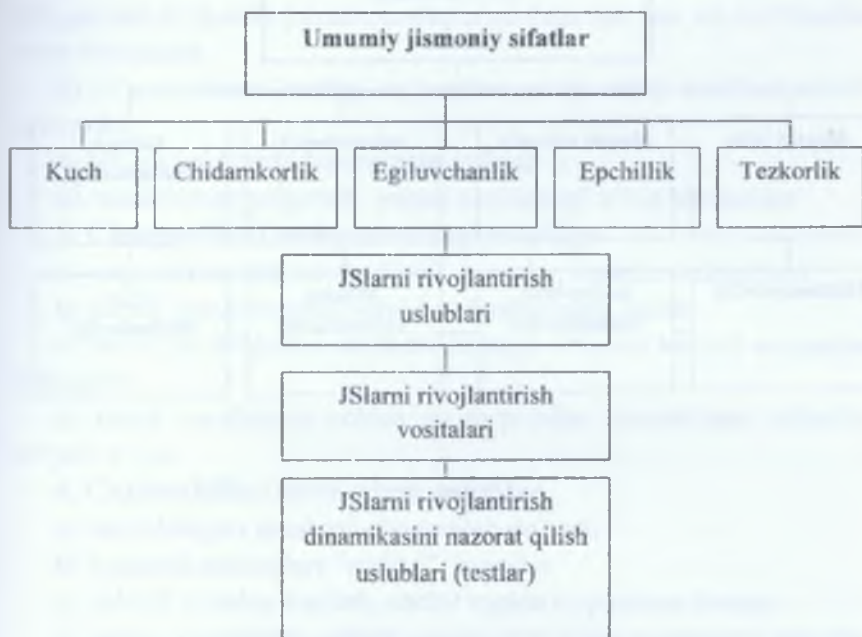 Umumiy jismoniy sifatlar
Kuch
Chidamkorlik
Egiluvchanlik
Epchillik
Tezkorlik
JSlarni rivojlantirish
uslublari
JSlarni rivojlantirish
vositalari
JSlarni rivojlantirish
dinamikasini nazorat qilish
uslublari (testlar)